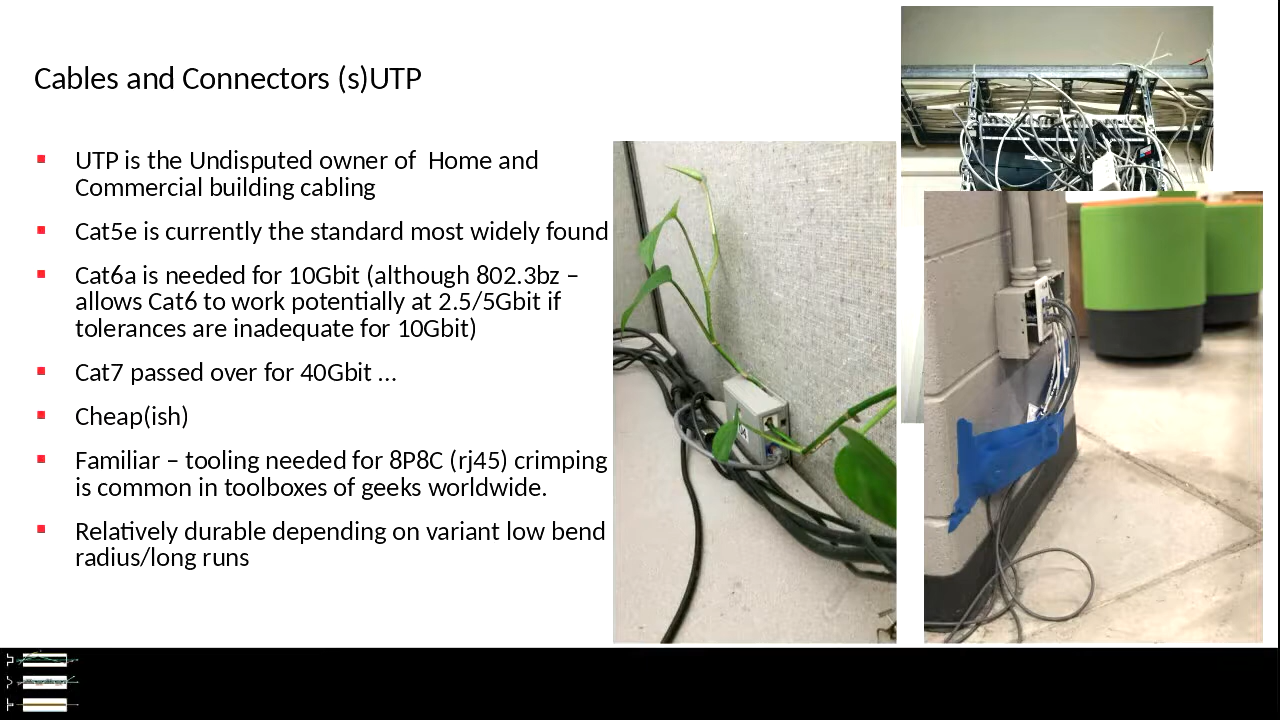 Cables and Connectors (s)UTP
UTP is the Undisputed owner of  Home and
Commercial building cabling
Cat5e is currently the standard most widely found
Cat6a is needed for 10Gbit (although 802.3bz –
allows Cat6 to work potentially at 2.5/5Gbit if
tolerances are inadequate for 10Gbit)
Cat7 passed over for 40Gbit ...
Cheap(ish)
Familiar – tooling needed for 8P8C (rj45) crimping
is common in toolboxes of geeks worldwide.
Relatively durable depending on variant low bend
radius/long runs